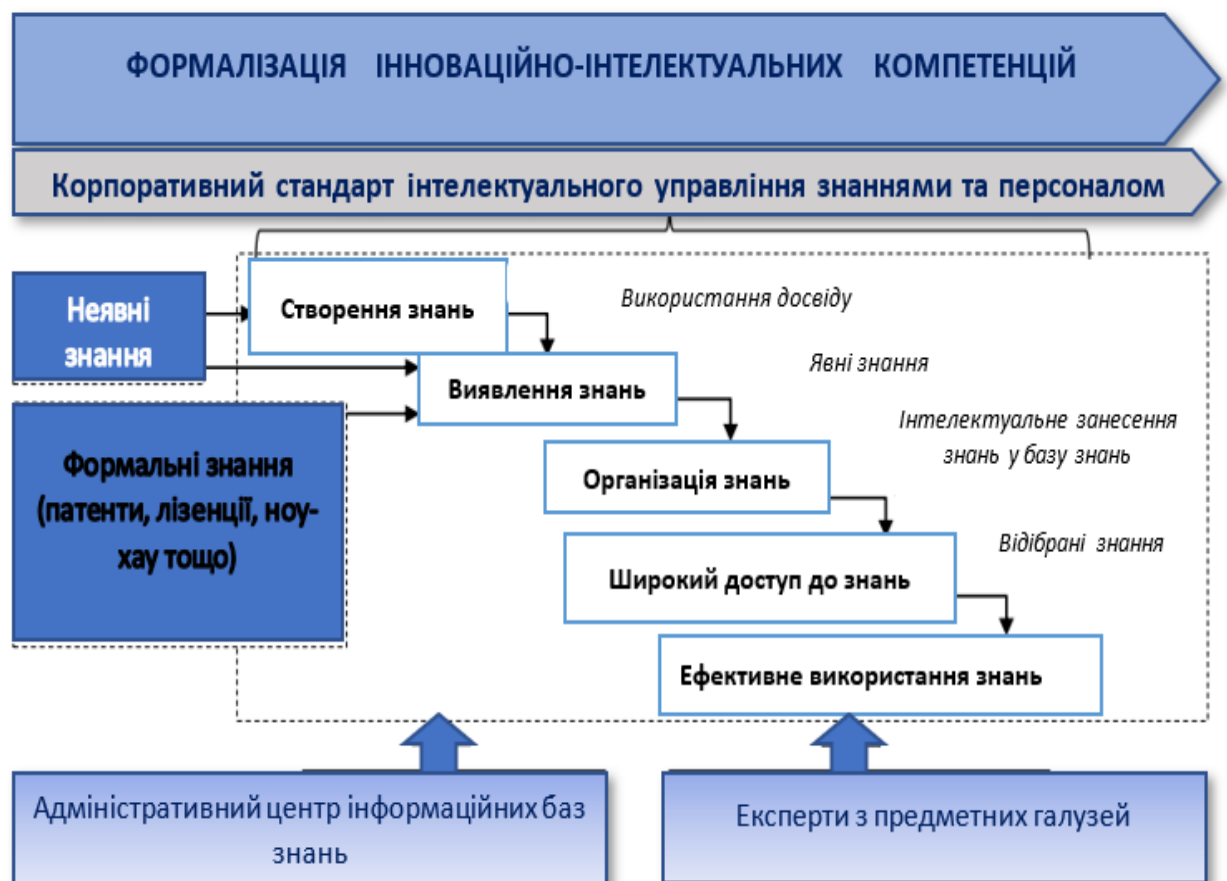 ФОРМАЛІЗАЦІЯ ІННОВАЦІЙНО-ІНТЕЛЕКТУАЛЬНИХ КОМПЕТЕНЦІЙ
Корпоративний стандарт інтелектуального управління знаннями та персоналом
Неявні
знання
Створення знань
Використання досвіду
Виявлення знань
Явні знання
Формальні знання
(патенти, лізенції, ноу-
хау тощо)
Організація знань
Інтелектуальне занесення
знань у базу знань
Широкий доступ до знань
Відібрані знання
Ефективне використання знань
Адміністративний центр інформаційних баз
знань
Експерти з предметних галузей